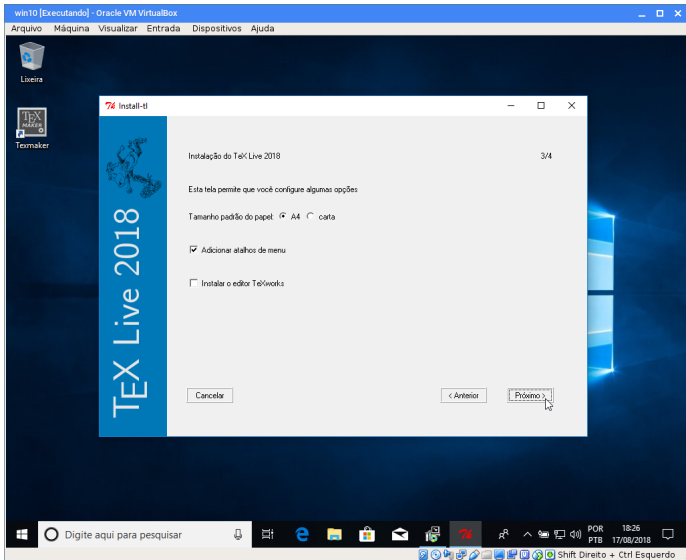 win10 [Executando] - Oracle VM VirtualBox
Arquivo Máquina Visualizar Entrada Dispositivos Ajuda
Lixeira
TEX
MAKER
Texmaker
Install-tl
TEX Live 2018
Instalação do TeX Live 2018
3/4
Esta tela permite que você configure algumas opções
Tamanho padrão do papel: A4 carta
Adicionar atalhos de menu
Instalar o editor TeXworks
Cancelar
< Anterior
Próximo >
Digite aqui para pesquisar
POR
PTB
18:26
17/08/2018
Shift Direito + Ctrl Esquerdo